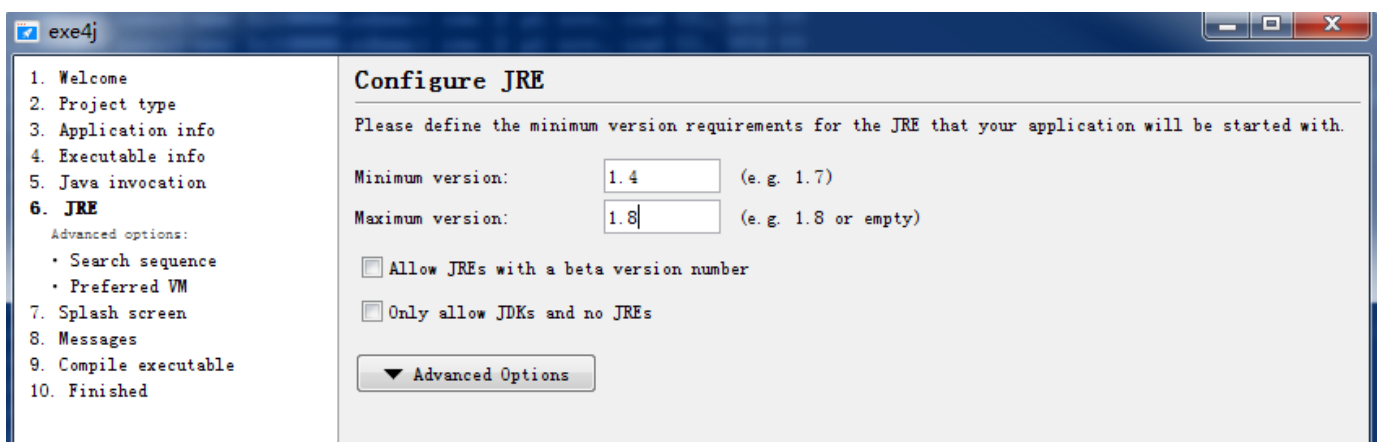 exe4j
1. Welcome
2. Project type
3. Application info
4. Executable info
5. Java invocation
6. JRE
Advanced options:
· Search sequence
· Preferred VM
7. Splash screen
8. Messages
9. Compile executable
10. Finished
Configure JRE
Please define the minimum version requirements for the JRE that your application will be started with.
Minimum version: 1.4 (e.g. 1.7)
Maximum version: 1.8 (e.g. 1.8 or empty)
Allow JREs with a beta version number
Only allow JDKs and no JREs
▼ Advanced Options